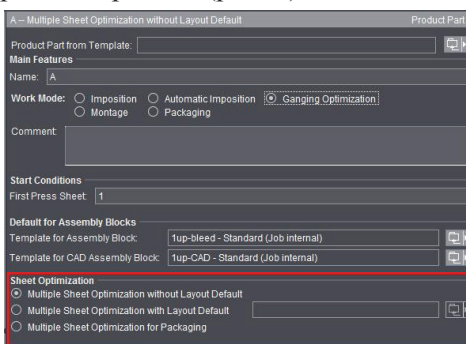 A – Multiple Sheet Optimization without Layout Default Product Part
Product Part from Template:
Main Features
Name: A
Work Mode: Imposition Automatic Imposition Ganging Optimization
Montage Packaging
Comment:
Start Conditions
First Press Sheet: 1
Default for Assembly Blocks
Template for Assembly Block: 1up-bleed - Standard (Job internal)
Template for CAD Assembly Block: 1up-CAD - Standard (Job internal)
Sheet Optimization
Multiple Sheet Optimization without Layout Default
Multiple Sheet Optimization with Layout Default
Multiple Sheet Optimization for Packaging